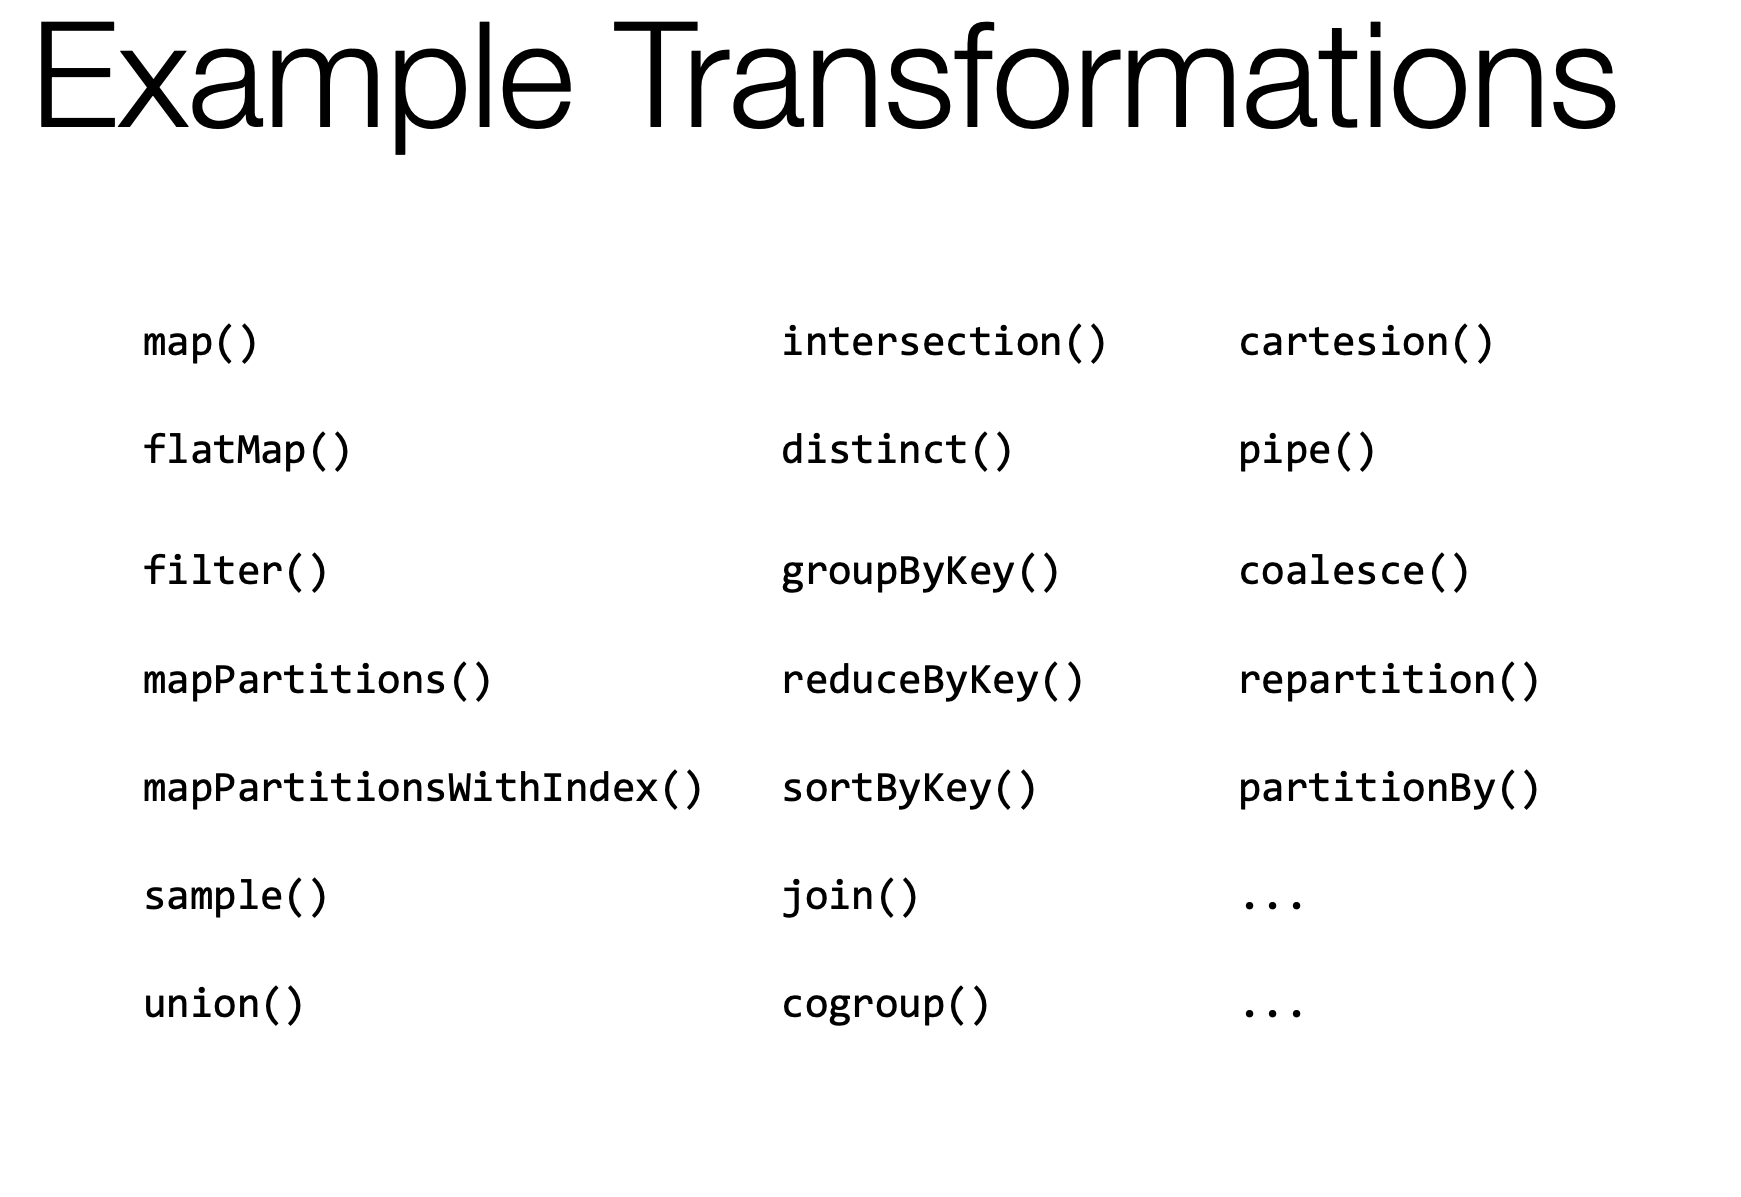 Example Transformations
map()
flatMap()
filter()
mapPartitions()
mapPartitionsWithIndex()
sample()
union()
intersection()
distinct()
groupByKey()
reduceByKey()
sortByKey()
join()
cogroup()
cartesion()
pipe()
coalesce()
repartition()
partitionBy()
...
...